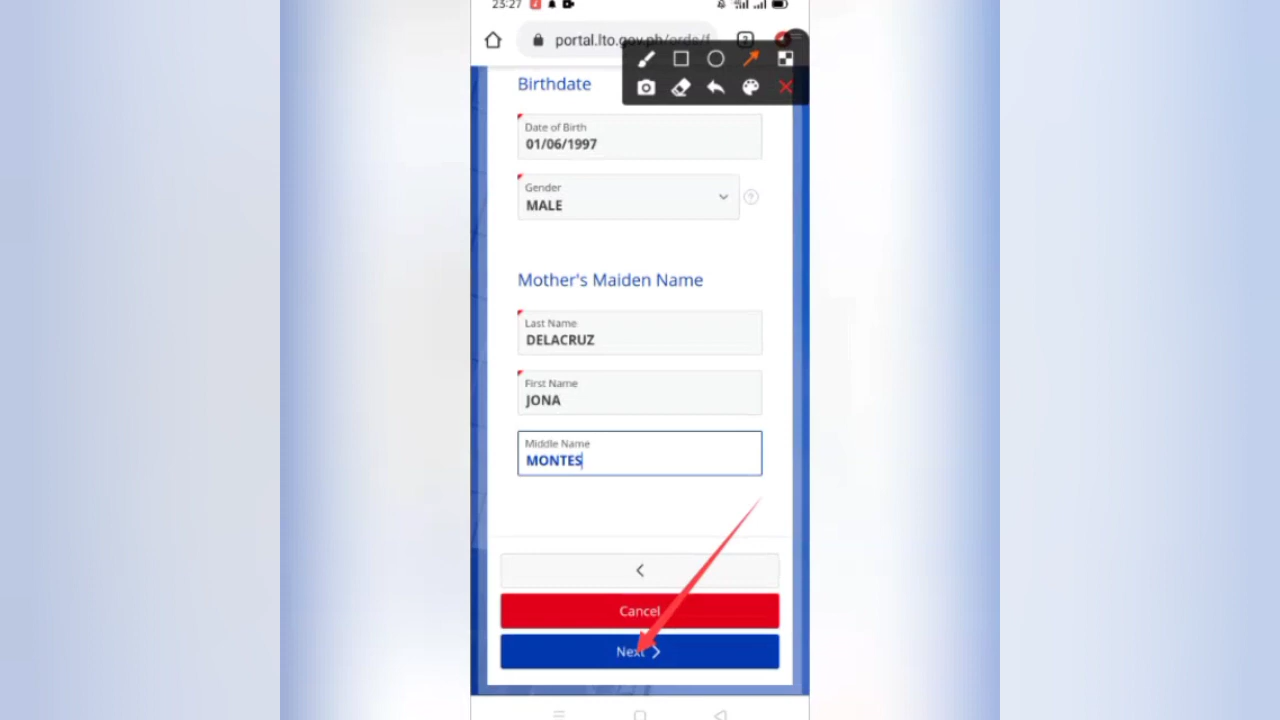 23:27
portal.lto.gov.ph/ords/f
Birthdate
Date of Birth
01/06/1997
Gender
MALE
?
Mother's Maiden Name
Last Name
DELACRUZ
First Name
JONA
Middle Name
MONTES
Cancel
Next